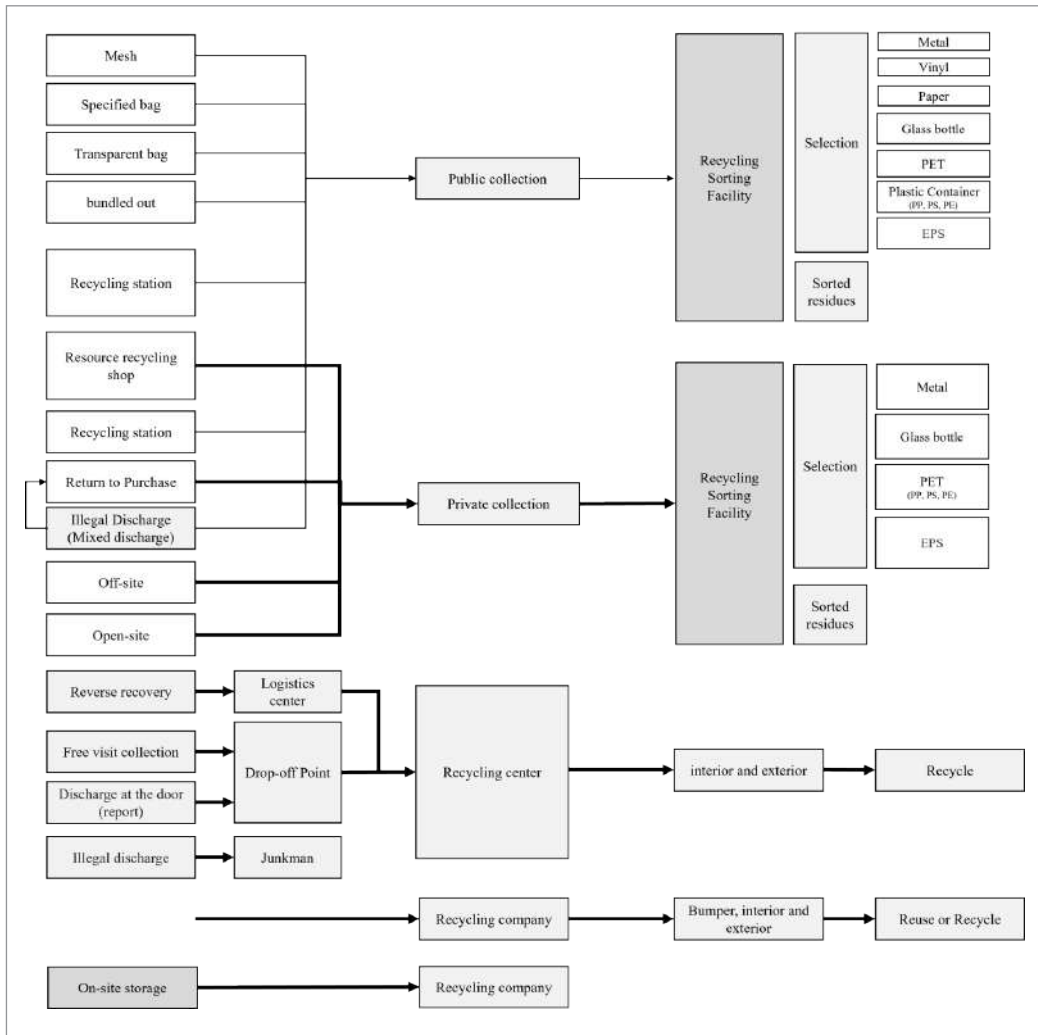 Mesh
Specified bag
Transparent bag
bundled out
Recycling station
Resource recycling
shop
Recycling station
Return to Purchase
Illegal Discharge
(Mixed discharge)
Off-site
Open-site
Public collection
Private collection
Recycling
Sorting
Facility
Selection
Sorted
residues
Metal
Vinyl
Paper
Glass bottle
PET
Plastic Container
(PP, PS, PE)
EPS
Recycling
Sorting
Facility
Selection
Sorted
residues
Metal
Glass bottle
PET
(PP, PS, PE)
EPS
Reverse recovery
Logistics
center
Free visit collection
Drop-off Point
Discharge at the door
(report)
Recycling center
interior and exterior
Recycle
Illegal discharge
Junkman
Recycling company
Bumper, interior and
exterior
Reuse or Recycle
On-site storage
Recycling company